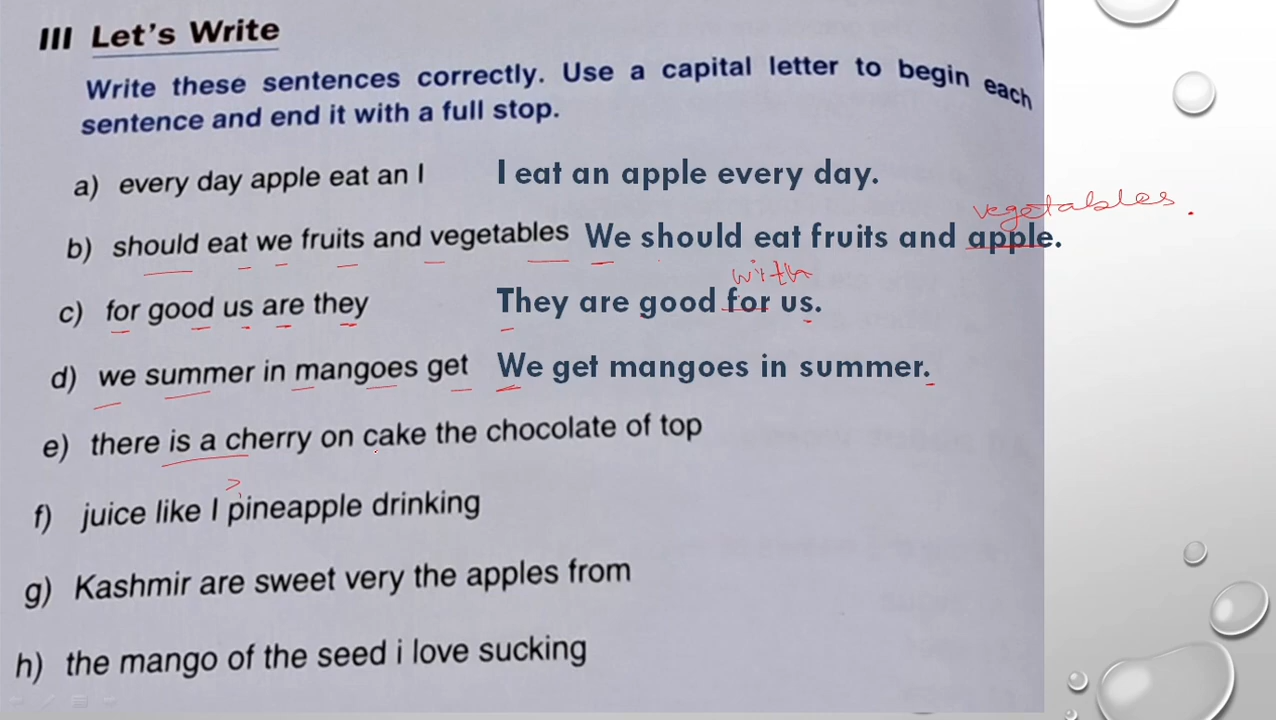 III Let's Write
Write these sentences correctly. Use a capital letter to begin each
sentence and end it with a full stop.
a) every day apple eat an I I eat an apple every day.
vegetables.
b) should eat we fruits and vegetables We should eat fruits and apple.
with
c) for good us are they They are good for us.
d) we summer in mangoes get We get mangoes in summer.
e) there is a cherry on cake the chocolate of top
f) juice like I pineapple drinking
g) Kashmir are sweet very the apples from
h) the mango of the seed i love sucking